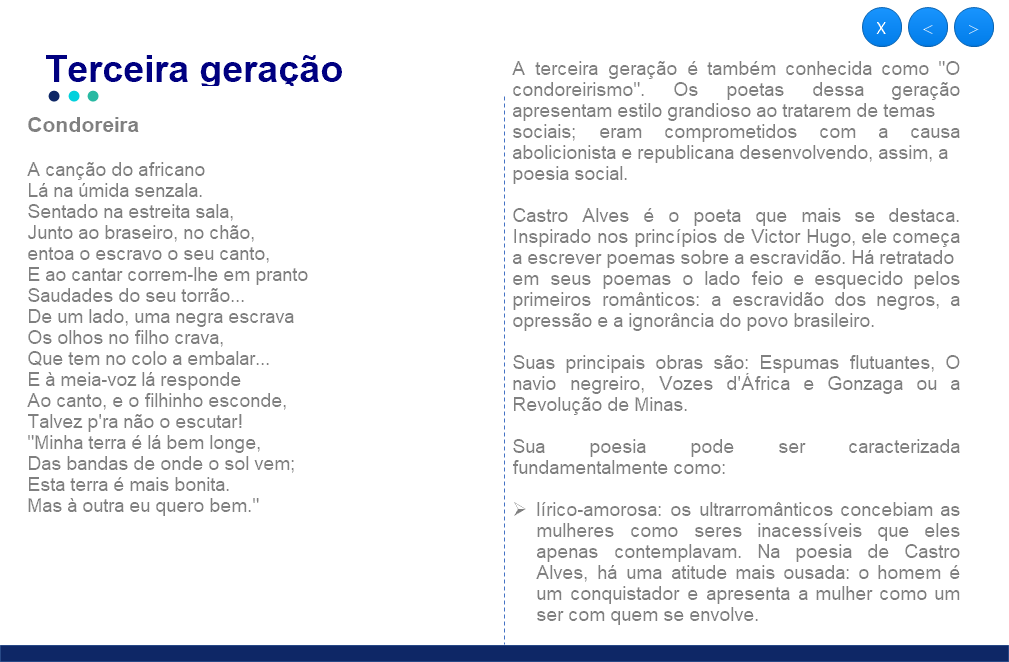 X < >
Terceira geração
Condoreira
A canção do africano
Lá na úmida senzala.
Sentado na estreita sala,
Junto ao braseiro, no chão,
entoa o escravo o seu canto,
E ao cantar correm-lhe em pranto
Saudades do seu torrão...
De um lado, uma negra escrava
Os olhos no filho crava,
Que tem no colo a embalar...
E à meia-voz lá responde
Ao canto, e o filhinho esconde,
Talvez p'ra não o escutar!
"Minha terra é lá bem longe,
Das bandas de onde o sol vem;
Esta terra é mais bonita.
Mas à outra eu quero bem."
A terceira geração é também conhecida como "O
condoreirismo". Os poetas dessa geração
apresentam estilo grandioso ao tratarem de temas
sociais; eram comprometidos com a causa
abolicionista e republicana desenvolvendo, assim, a
poesia social.
Castro Alves é o poeta que mais se destaca.
Inspirado nos princípios de Victor Hugo, ele começa
a escrever poemas sobre a escravidão. Há retratado
em seus poemas o lado feio e esquecido pelos
primeiros românticos: a escravidão dos negros, a
opressão e a ignorância do povo brasileiro.
Suas principais obras são: Espumas flutuantes, O
navio negreiro, Vozes d'África e Gonzaga ou a
Revolução de Minas.
Sua poesia pode ser caracterizada
fundamentalmente como:
➢ lírico-amorosa: os ultrarromânticos concebiam as
mulheres como seres inacessíveis que eles
apenas contemplavam. Na poesia de Castro
Alves, há uma atitude mais ousada: o homem é
um conquistador e apresenta a mulher como um
ser com quem se envolve.